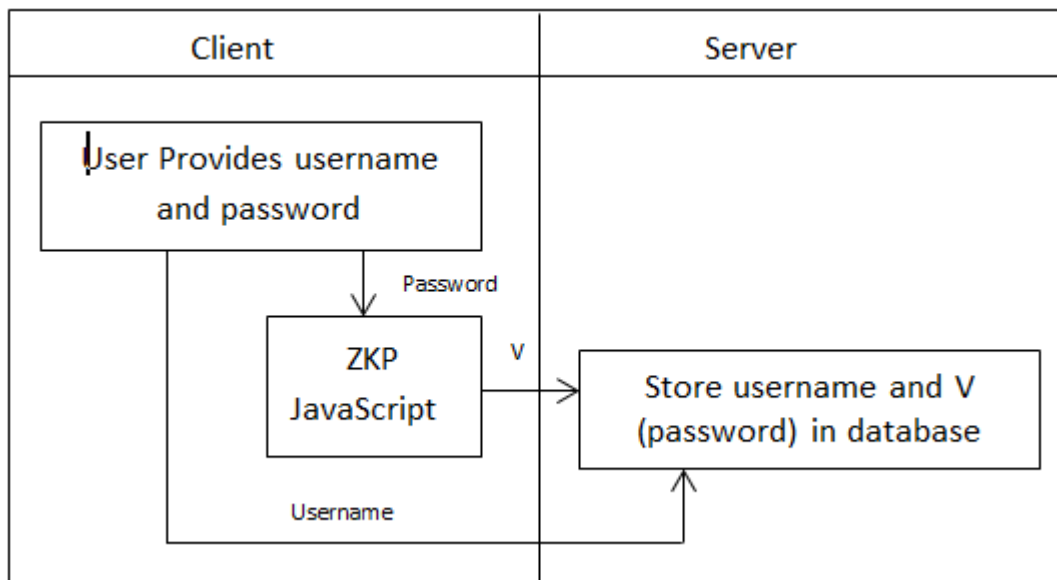 Client
Server
User Provides username
and password
Password
ZKP
JavaScript
V
Store username and V
(password) in database
Username